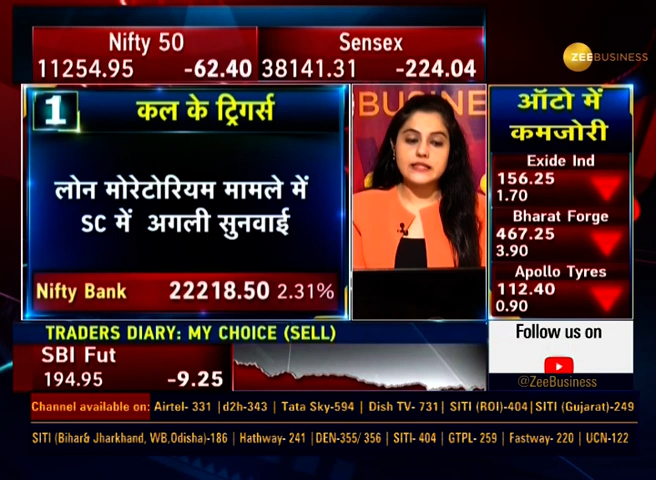 Nifty 50
11254.95 -62.40
Sensex
38141.31 -224.04
ZEEBUSINESS
1 कल के ट्रिगर्स
लोन मोरेटोरियम मामले में
SC में अगली सुनवाई
Nifty Bank 22218.50 2.31%
BUSINE
ऑटो में
कमजोरी
Exide Ind
156.25
1.70
Bharat Forge
467.25
3.90
Apollo Tyres
112.40
0.90
TRADERS DIARY: MY CHOICE (SELL)
SBI Fut
194.95 -9.25
Follow us on
@ZeeBusiness
Channel available on: Airtel- 331 |d2h-343 | Tata Sky-594 | Dish TV- 731| SITI (ROI)-404|SITI (Gujarat)-249
SITI (Bihar& Jharkhand, WB,Odisha)-186 | Hathway- 241 |DEN-355/ 356 | SITI- 404 | GTPL- 259 | Fastway- 220 | UCN-122